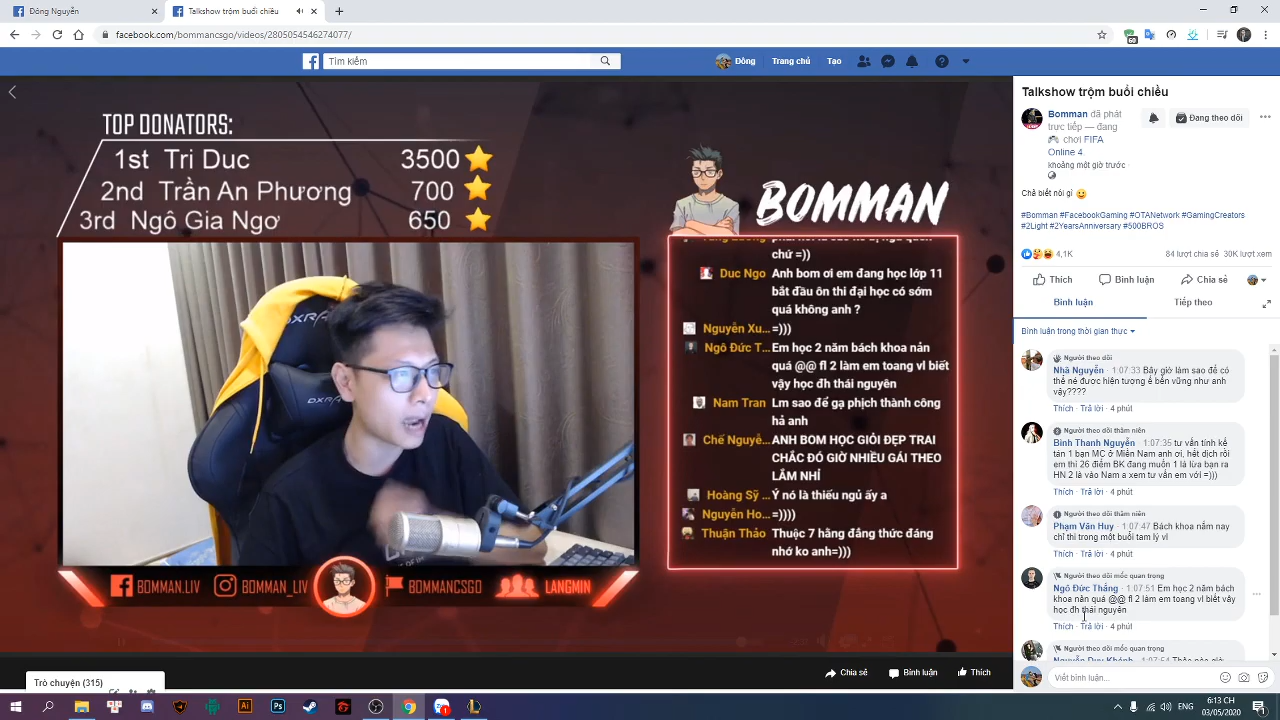 Đông Nguyễn
Talkshow trộm buổi chiều
facebook.com/bommancsgo/videos/2805054546274077/
Tìm kiếm
Đông
Trang chủ
Tạo
TOP DONATORS:
1st Tri Duc 3500
2nd Trần An Phương 700
3rd Ngô Gia Ngơ 650
DXRA
DXRA
BOMMAN
chứ =))
Duc Ngo Anh bom ơi em đang học lớp 11
bắt đầu ôn thi đại học có sớm
quá không anh ?
Nguyễn Xu... =)))
Ngô Đức T... Em học 2 năm bách khoa nản
quá @@ fl 2 làm em toang vl biết
vậy học đh thái nguyên
Nam Tran Lm sao để gạ phịch thành công
hả anh
Chế Nguyễ... ANH BOM HỌC GIỎI ĐẸP TRAI
CHẮC ĐÓ GIỜ NHIỀU GÁI THEO
LẮM NHỈ
Hoàng Sỹ ... Ý nó là thiếu ngủ ấy a
Nguyễn Ho... =))))
Thuận Thảo Thuộc 7 hằng đẳng thức đáng
nhớ ko anh=)))
BOMMAN.LIV
BOMMAN_LIV
BOMMANCSGO
LANGMIN
Chia sẻ
Bình luận
Thích
Trò chuyện (315)
Talkshow trộm buổi chiều
Bomman đã phát
trực tiếp — đang
chơi FIFA
Online 4.
khoảng một giờ trước ·
Đang theo dõi
Chả biết nói gì
#Bomman #FacebookGaming #OTANetwork #GamingCreators
#2Light #2YearsAnniversary #500BROS
4,1K
84 lượt chia sẻ 30K lượt xem
Thích
Bình luận
Chia sẻ
Bình luận
Tiếp theo
Bình luận trong thời gian thực
Người theo dõi
Nhã Nguyễn · 1:07:33 Bây giờ làm sao để có
thể né được hiện tượng ế bền vững như anh
vậy????
Thích · Trả lời · 4 phút
Người theo dõi thâm niên
Bình Thanh Nguyễn · 1:07:35 tư vấn tính kế
tán 1 bạn MC ở Miền Nam anh ơi, hết dịch rồi
em thi 26 điểm BK đang muốn 1 là lừa bạn ra
HN 2 là vào Nam a xem tư vấn em với =)))
Thích · Trả lời · 4 phút
Người theo dõi thâm niên
Phạm Văn Huy · 1:07:47 Bách khoa năm nay
chỉ thi trong một buổi tam lý vl
Thích · Trả lời · 4 phút
Người theo dõi mốc quan trọng
Ngô Đức Thắng · 1:07:51 Em học 2 năm bách
khoa nản quá @@ fl 2 làm em toang vl biết vậy
học đh thái nguyên
Thích · Trả lời · 4 phút
Người theo dõi mốc quan trọng
Viết bình luận...
6:13 CH
03/05/2020